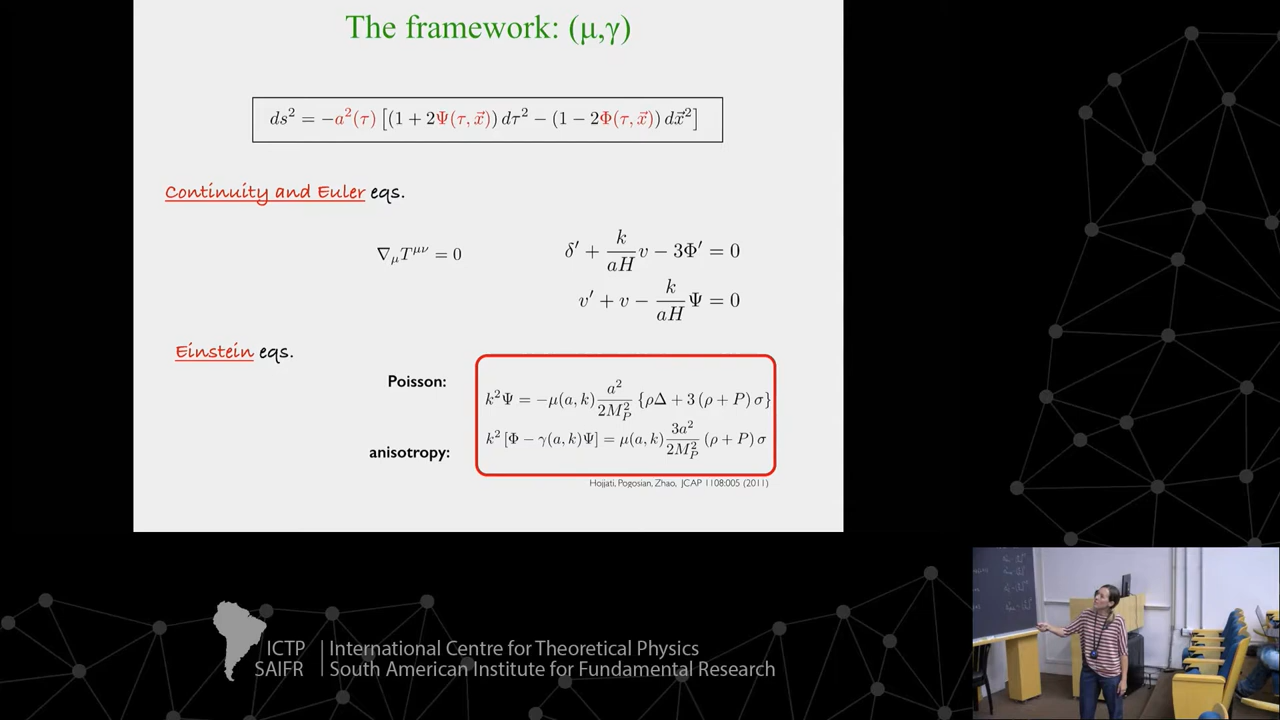 The framework: (μ,γ)
ds² = −a²(τ) [(1 + 2Ψ(τ, x⃗)) dτ² − (1 − 2Φ(τ, x⃗)) dx⃗²]
Continuity and Euler eqs.
∇_μ T^{μν} = 0
δ′ + k/(aH) v − 3Φ′ = 0
v′ + v − k/(aH) Ψ = 0
Einstein eqs.
Poisson:
k²Ψ = −μ(a, k) a²/(2M_P²) {ρΔ + 3 (ρ + P) σ}
anisotropy:
k² [Φ − γ(a, k)Ψ] = μ(a, k) 3a²/(2M_P²) (ρ + P) σ
Hojjati, Pogosian, Zhao, JCAP 1108:005 (2011)
ICTP
SAIFR
International Centre for Theoretical Physics
South American Institute for Fundamental Research